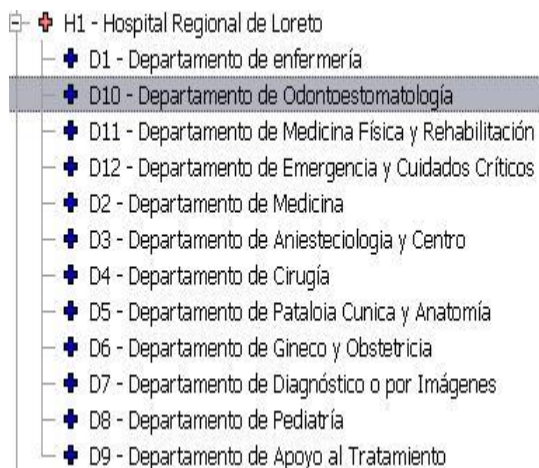 H1 - Hospital Regional de Loreto
D1 - Departamento de enfermería
D10 - Departamento de Odontoestomatología
D11 - Departamento de Medicina Física y Rehabilitación
D12 - Departamento de Emergencia y Cuidados Críticos
D2 - Departamento de Medicina
D3 - Departamento de Aniesteciologia y Centro
D4 - Departamento de Cirugía
D5 - Departamento de Pataloia Cunica y Anatomía
D6 - Departamento de Gineco y Obstetricia
D7 - Departamento de Diagnóstico o por Imágenes
D8 - Departamento de Pediatría
D9 - Departamento de Apoyo al Tratamiento